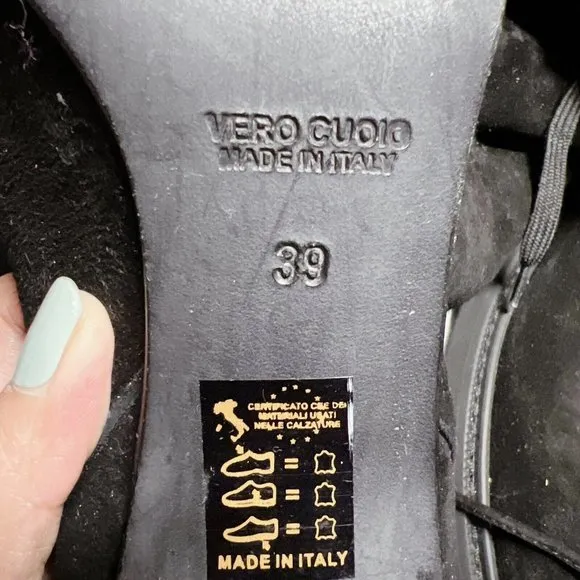 VERO CUOIO
MADE IN ITALY
39
CERTIFICATO CEE DEI
MATERIALI USATI
NELLE CALZATURE
=
=
=
MADE IN ITALY